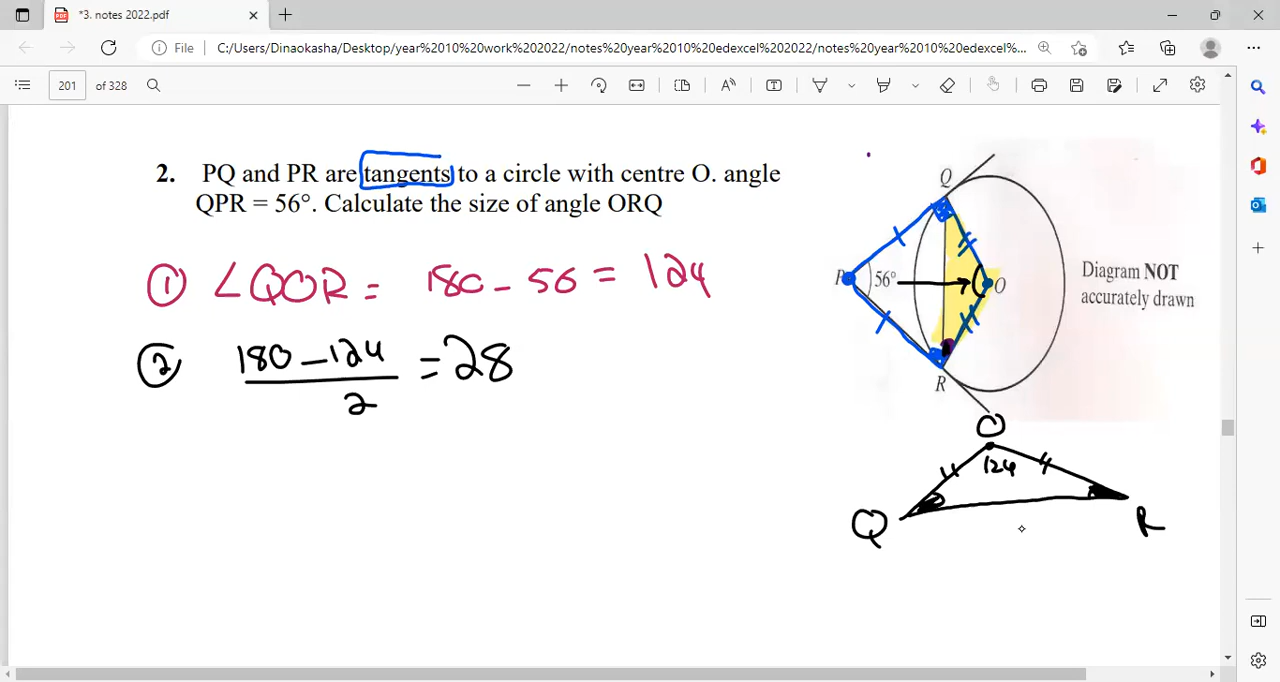 *3. notes 2022.pdf
File
C:/Users/Dinaokasha/Desktop/year%2010%20work%202022/notes%20year%2010%20edexcel%2022/notes%20year%2010%20edexcel%...
201 of 328
2. PQ and PR are tangents to a circle with centre O. angle
QPR = 56°. Calculate the size of angle ORQ
① ∠QOR = 180 - 56 = 124
② 180 - 124 = 28
2
Q
P
56°
O
R
Diagram NOT
accurately drawn
O
124
Q
R